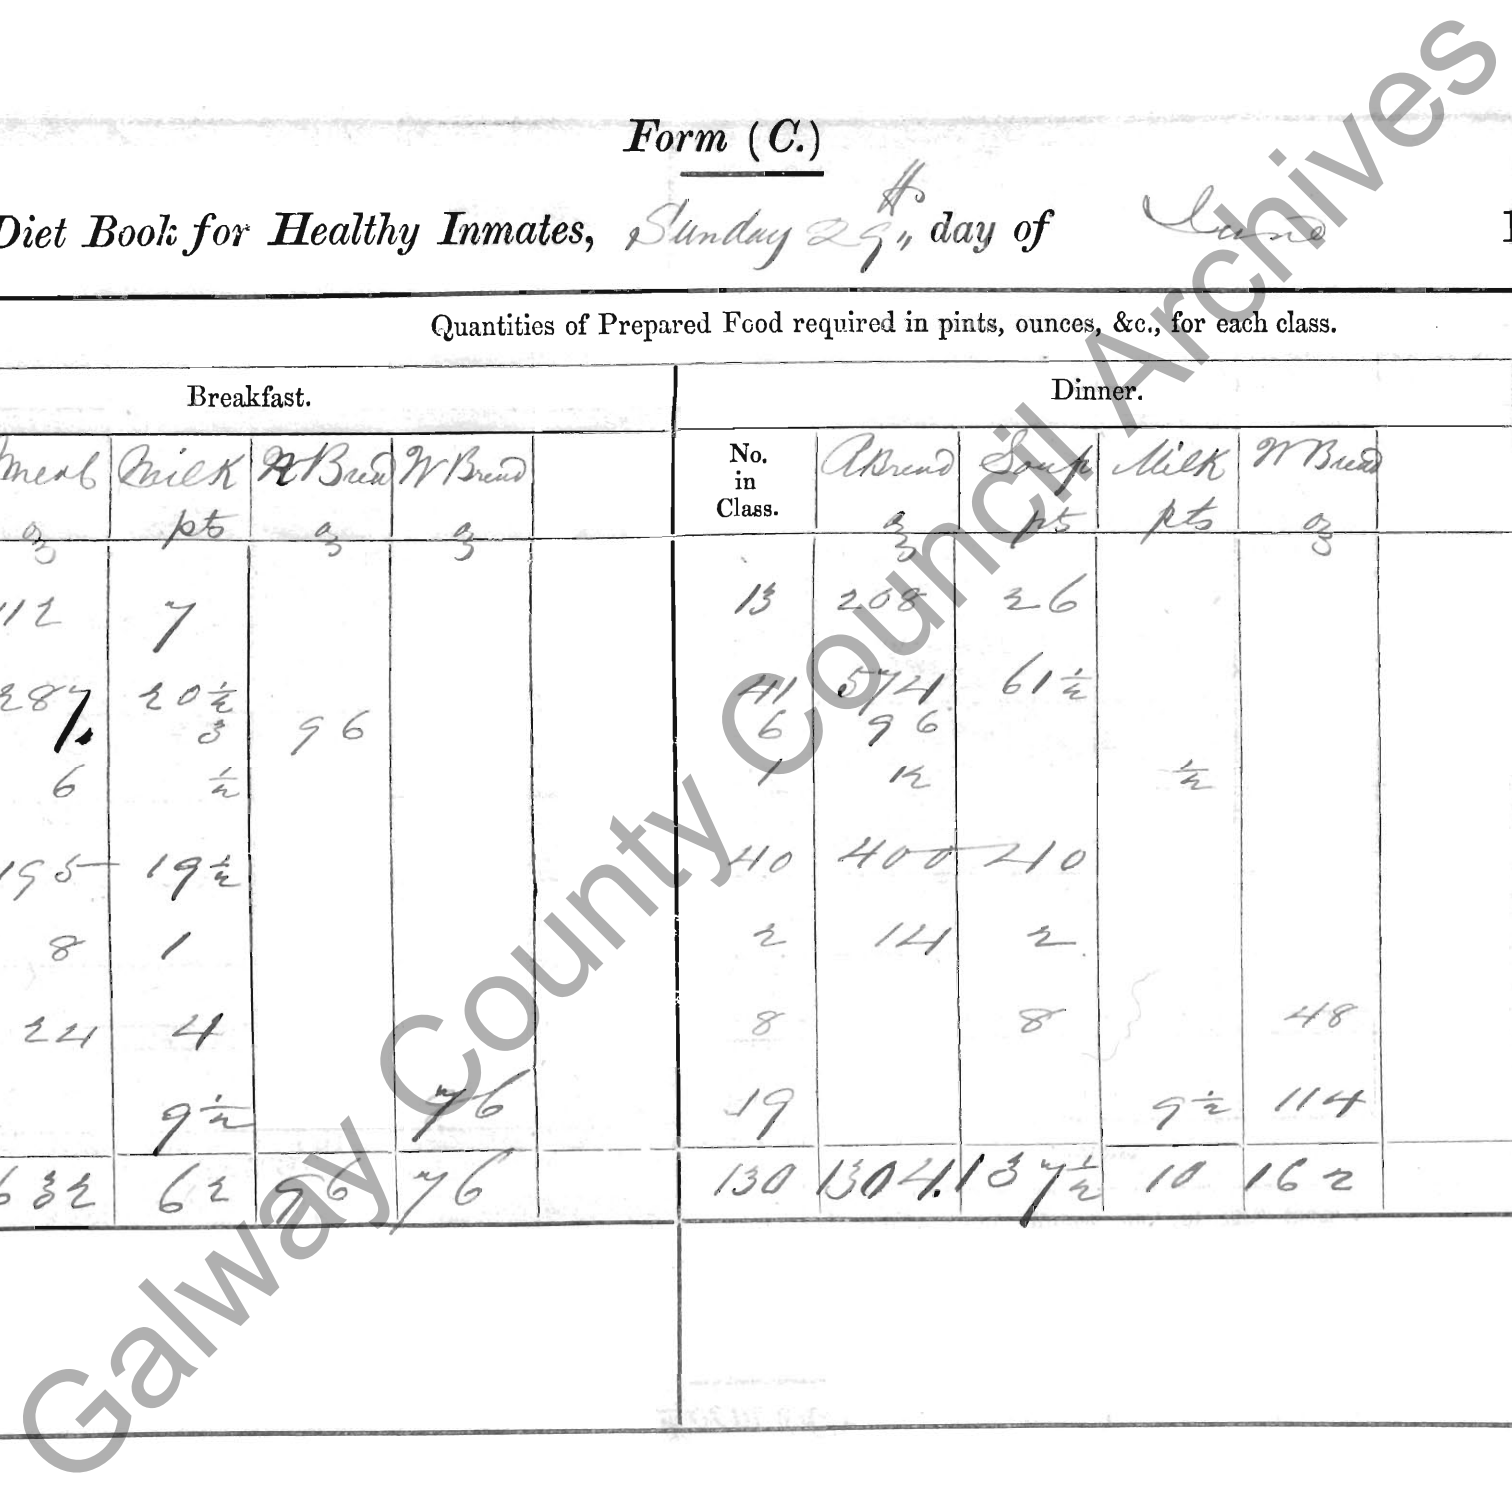 Form (C.)
Diet Book for Healthy Inmates, Sunday 29th day of June 1
Quantities of Prepared Food required in pints, ounces, &c., for each class.
Breakfast. Dinner.
Meal Milk R Bread W Bread No. in Class. R Bread Soup Milk W Bread
oz pts oz oz oz pts pts oz
112 7 13 208 26
287 20½ 41 574 61½
3 96 6 96
6 ½ 1 12 ½
195 19½ 40 400 40
8 1 2 14 2
24 4 8 8 48
9½ 76 19 9½ 114
632 62 96 76 130 1304. 137½ 10 162
Galway County Council Archives